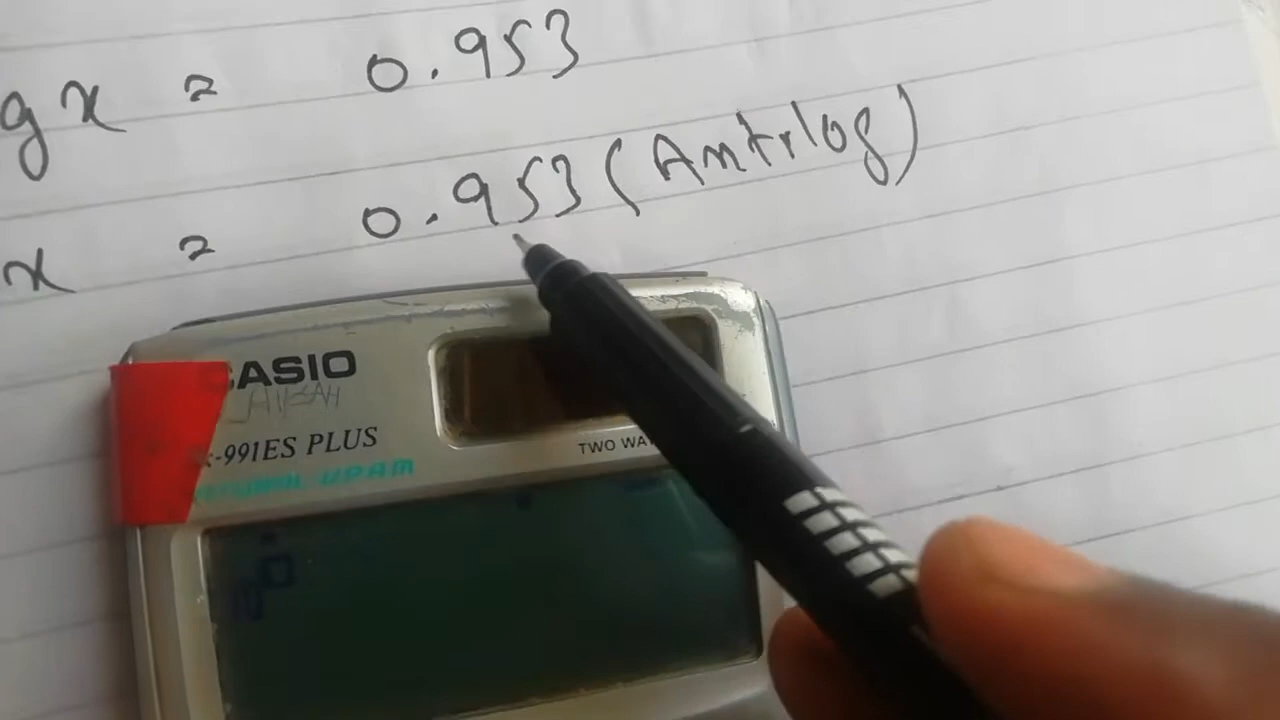 gx = 0.953
x = 0.953 (Antilog)
CASIO
-991ES PLUS
TWO WA